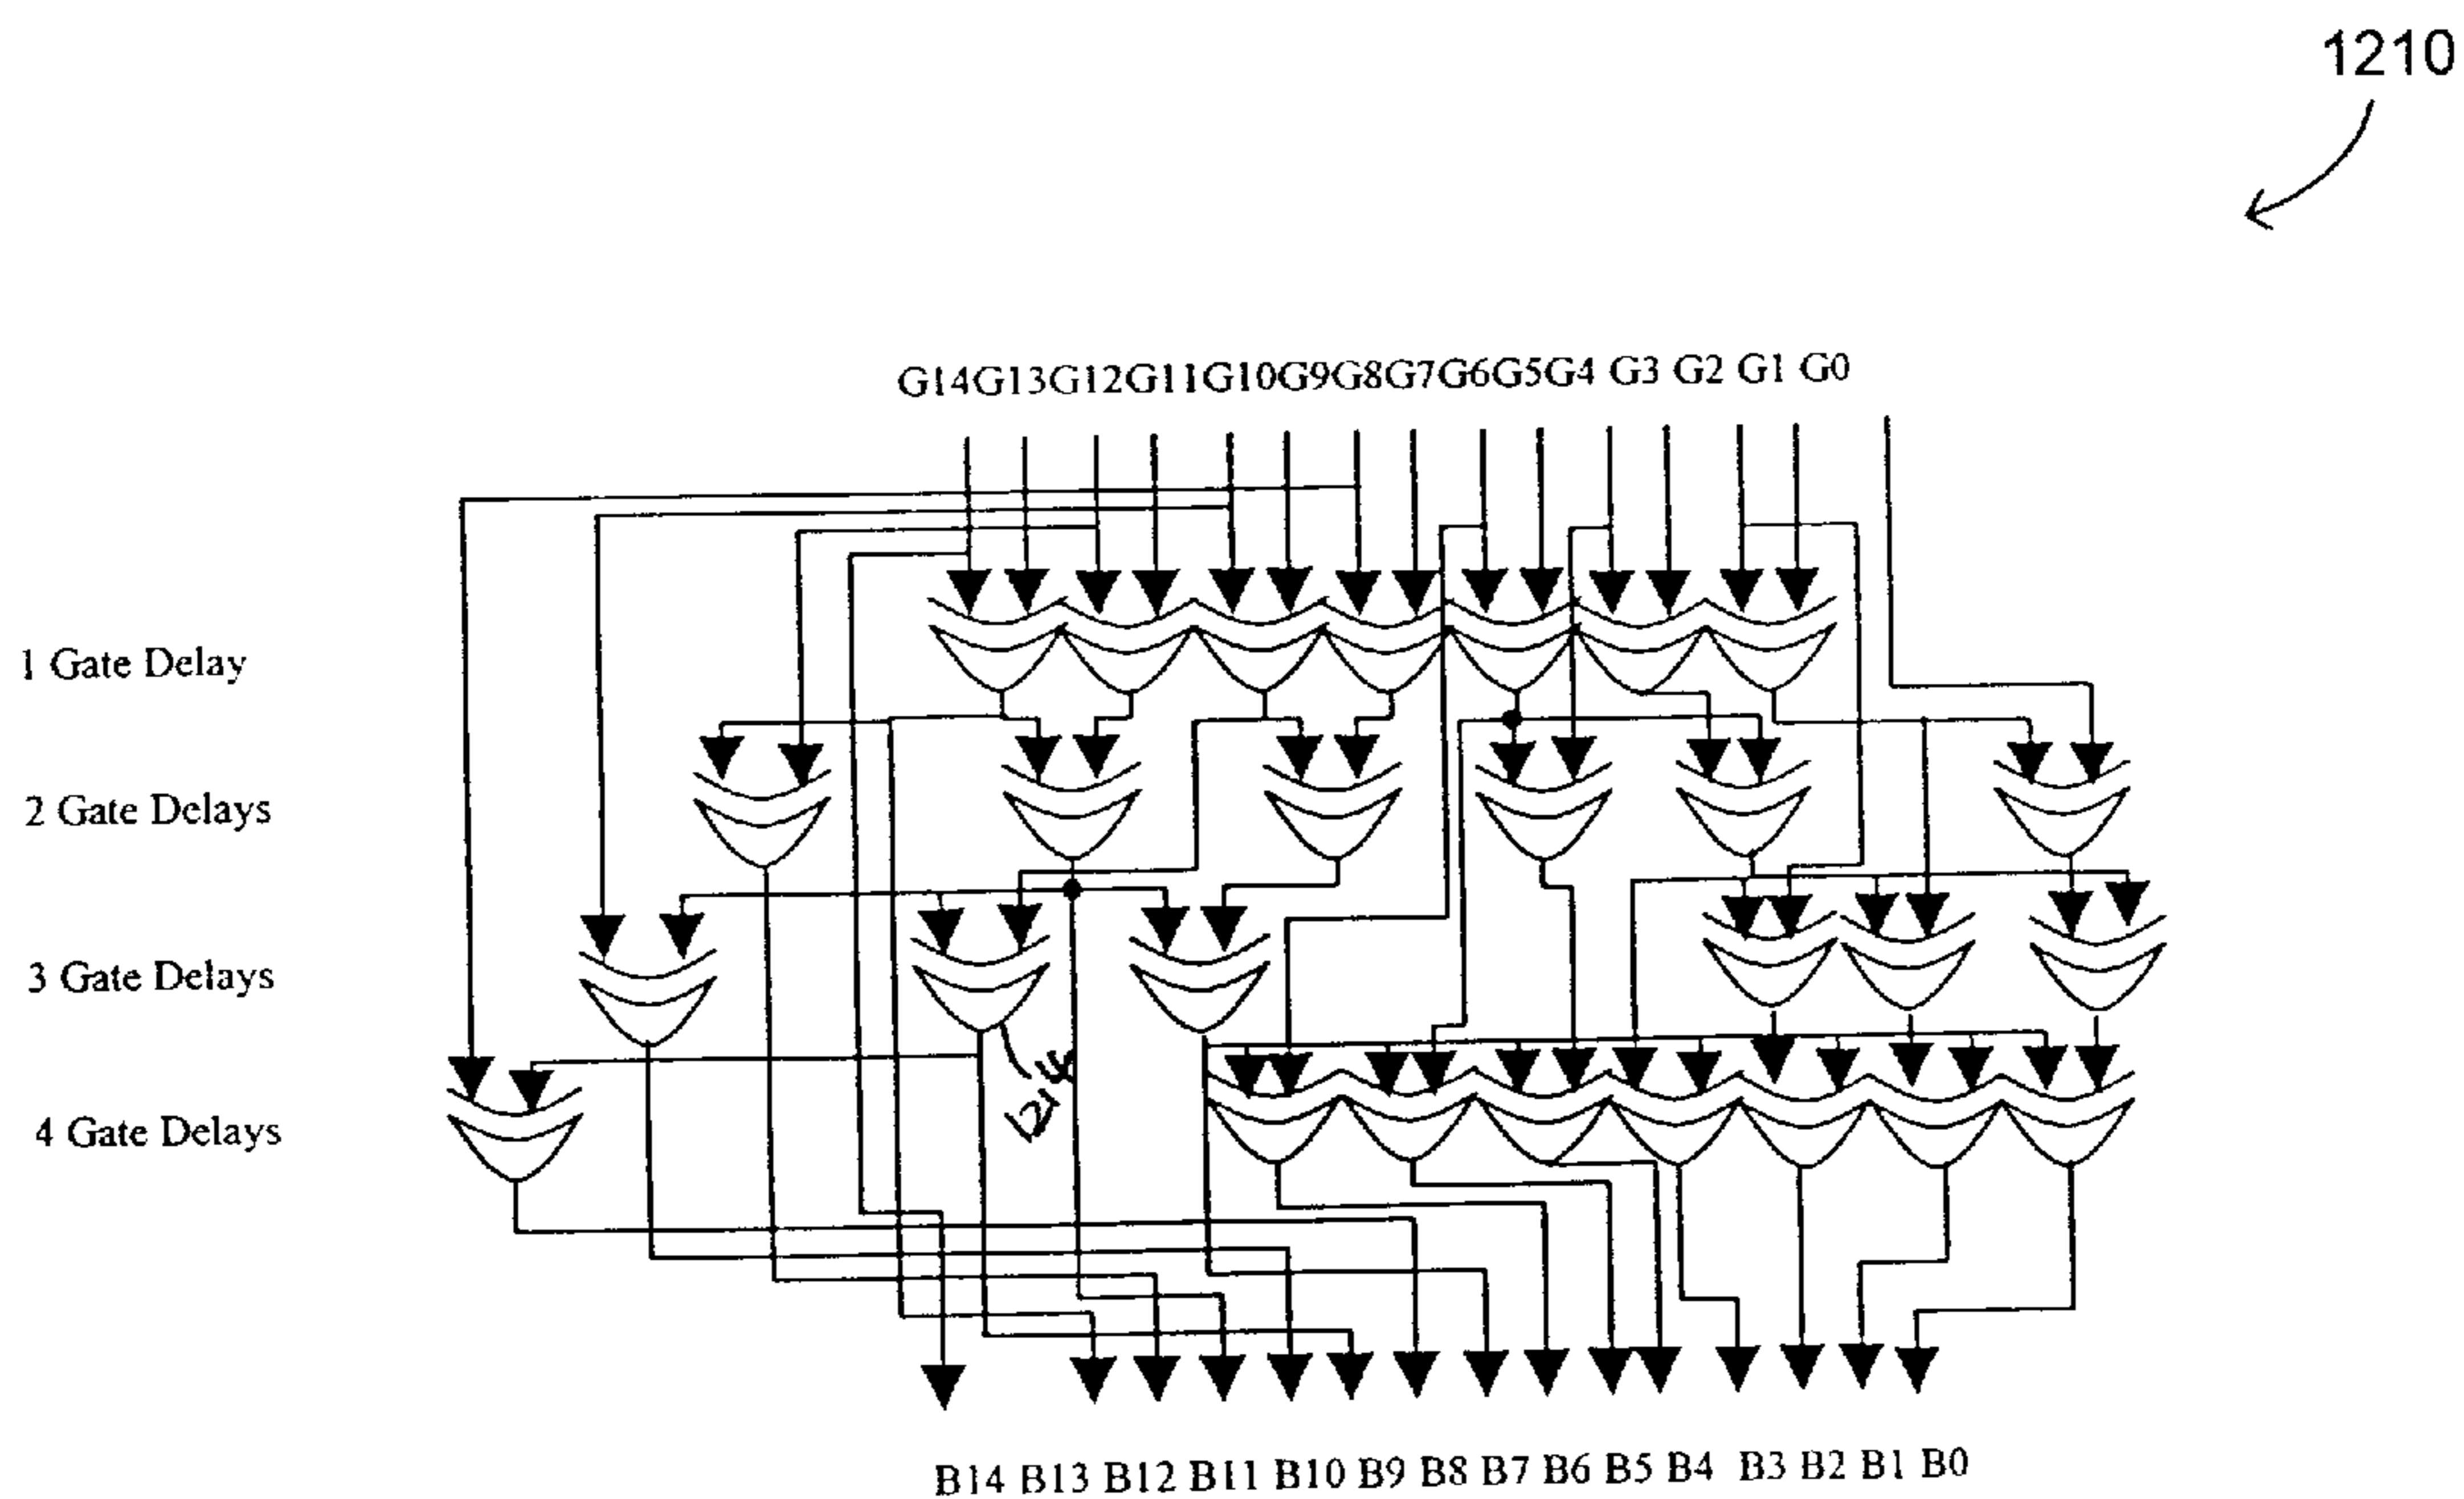 1210
G14G13G12G11G10G9G8G7G6G5G4 G3 G2 G1 G0
1 Gate Delay
2 Gate Delays
3 Gate Delays
4 Gate Delays
B14 B13 B12 B11 B10 B9 B8 B7 B6 B5 B4 B3 B2 B1 B0